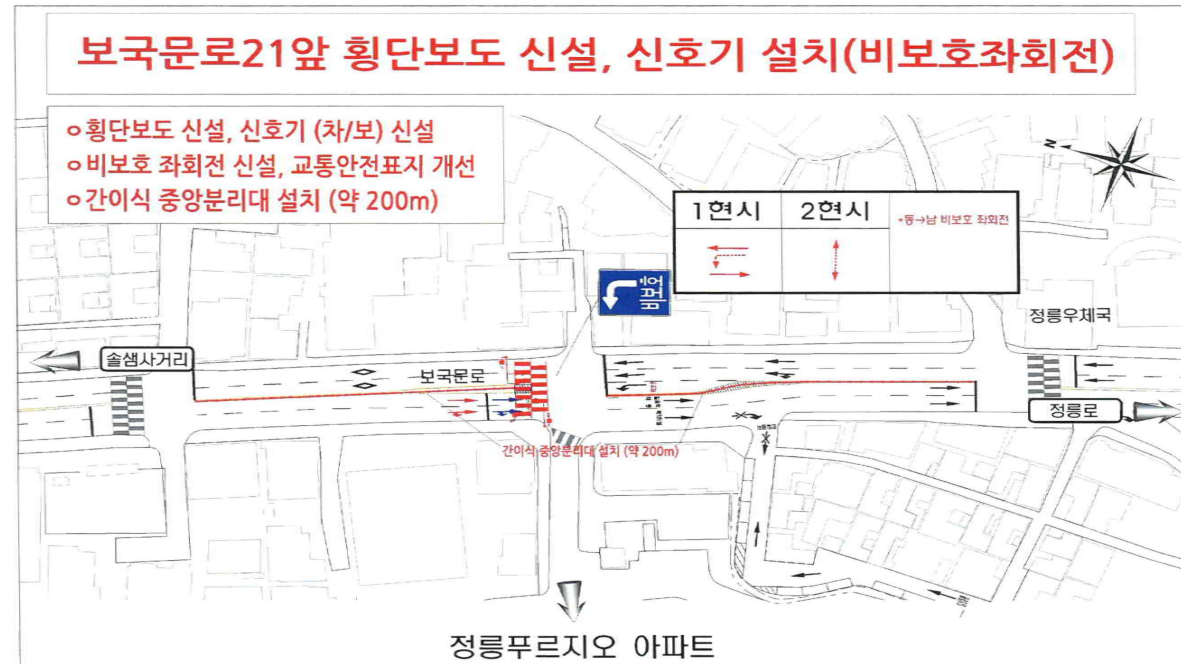 보국문로21앞 횡단보도 신설, 신호기 설치(비보호좌회전)
ㅇ횡단보도 신설, 신호기 (차/보) 신설
ㅇ비보호 좌회전 신설, 교통안전표지 개선
ㅇ간이식 중앙분리대 설치 (약 200m)
N
1현시 2현시 *동→남 비보호 좌회전
비보호
정릉우체국
솔샘사거리
보국문로
정릉로
간이식 중앙분리대 설치 (약 200m)
정릉푸르지오 아파트